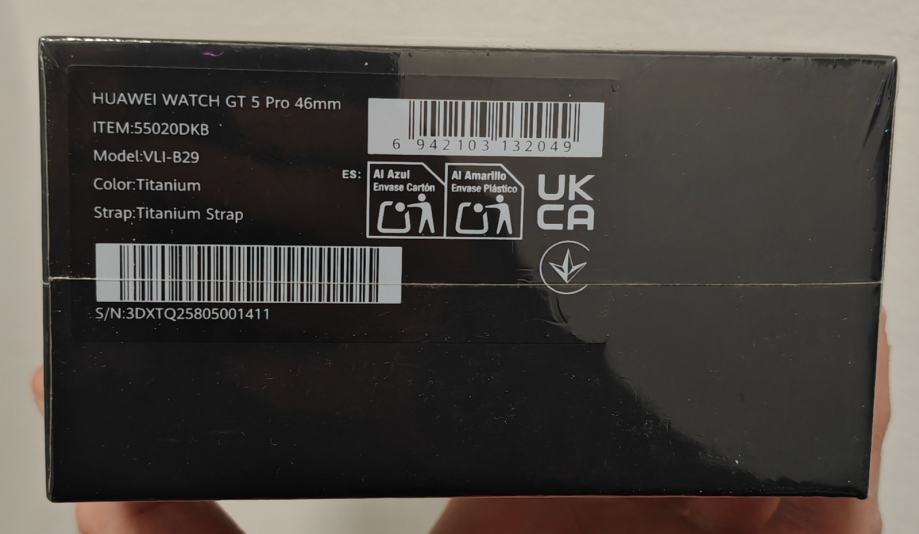 HUAWEI WATCH GT 5 Pro 46mm
ITEM:55020DKB
Model:VLI-B29
Color:Titanium
Strap:Titanium Strap
6 942103 132049
ES:
Al Azul
Envase Cartón
Al Amarillo
Envase Plástico
UK
CA
S/N:3DXTQ25805001411